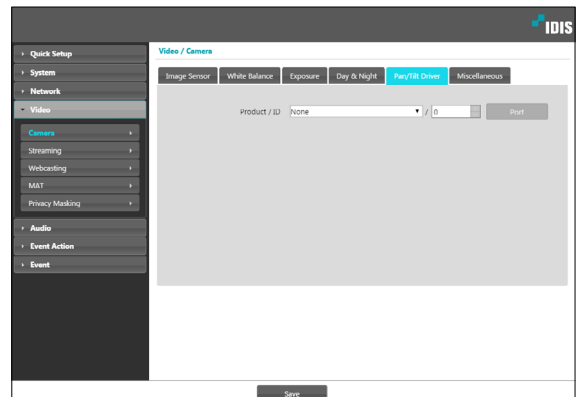 IDIS
Quick Setup
System
Network
Video
Camera
Streaming
Webcasting
MAT
Privacy Masking
Audio
Event Action
Event
Video / Camera
Image Sensor White Balance Exposure Day & Night Pan/Tilt Driver Miscellaneous
Product / ID None / 0 Port
Save